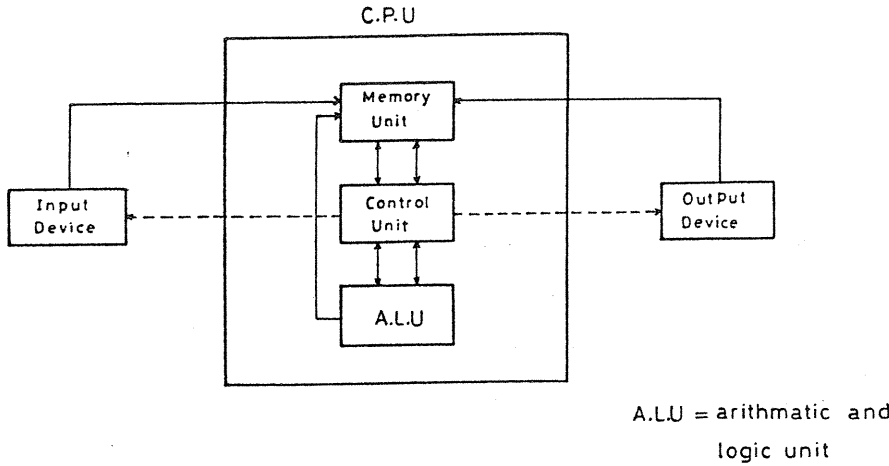 C.P.U
Memory
Unit
Input
Device
Control
Unit
OutPut
Device
A.L.U
A.L.U = arithmatic and
logic unit